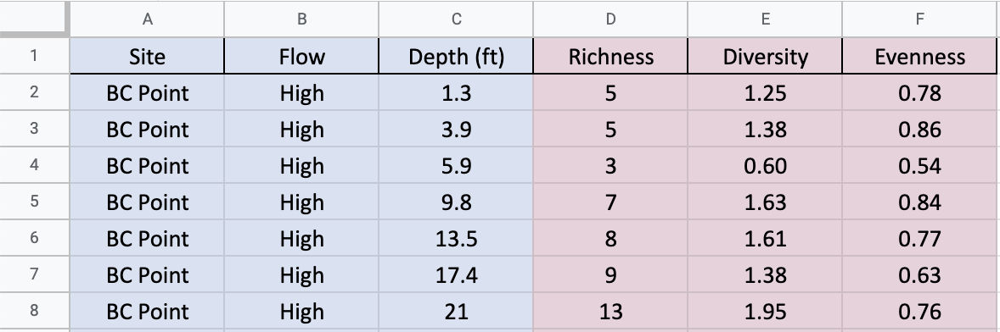 A B C D E F
1 Site Flow Depth (ft) Richness Diversity Evenness
2 BC Point High 1.3 5 1.25 0.78
3 BC Point High 3.9 5 1.38 0.86
4 BC Point High 5.9 3 0.60 0.54
5 BC Point High 9.8 7 1.63 0.84
6 BC Point High 13.5 8 1.61 0.77
7 BC Point High 17.4 9 1.38 0.63
8 BC Point High 21 13 1.95 0.76